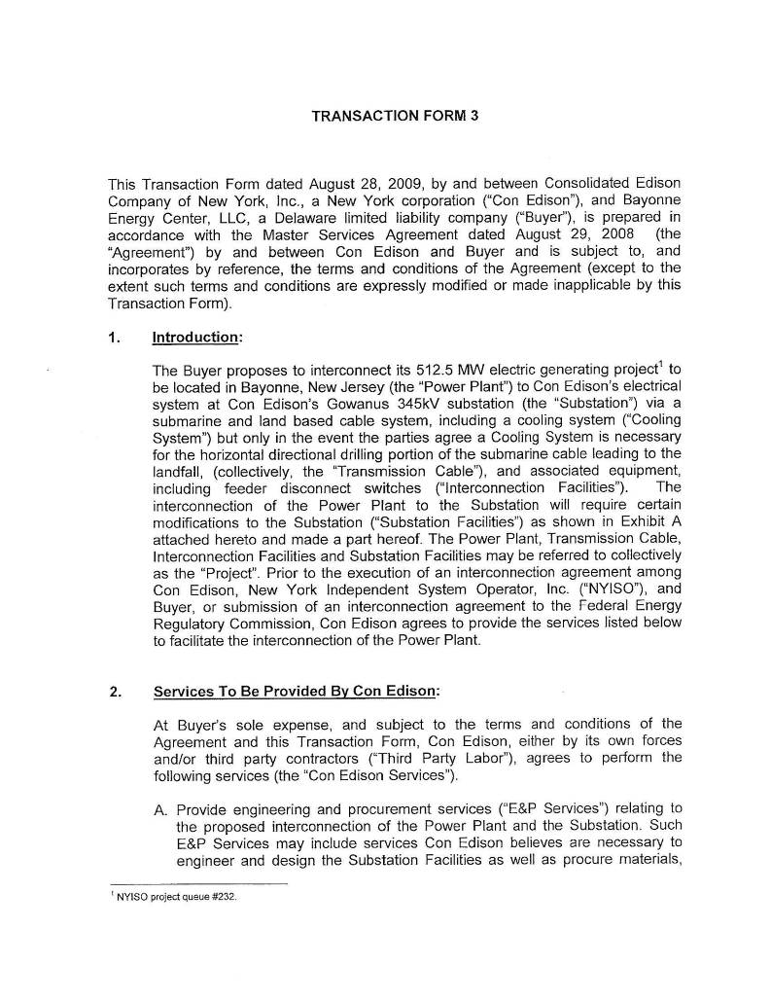 TRANSACTION FORM 3
This Transaction Form dated August 28, 2009, by and between Consolidated Edison
Company of New York, Inc., a New York corporation ("Con Edison"), and Bayonne
Energy Center, LLC, a Delaware limited liability company ("Buyer"), is prepared in
accordance with the Master Services Agreement dated August 29, 2008 (the
"Agreement") by and between Con Edison and Buyer and is subject to, and
incorporates by reference, the terms and conditions of the Agreement (except to the
extent such terms and conditions are expressly modified or made inapplicable by this
Transaction Form).
1. Introduction:
The Buyer proposes to interconnect its 512.5 MW electric generating project¹ to
be located in Bayonne, New Jersey (the "Power Plant") to Con Edison's electrical
system at Con Edison's Gowanus 345kV substation (the "Substation") via a
submarine and land based cable system, including a cooling system ("Cooling
System") but only in the event the parties agree a Cooling System is necessary
for the horizontal directional drilling portion of the submarine cable leading to the
landfall, (collectively, the "Transmission Cable"), and associated equipment,
including feeder disconnect switches ("Interconnection Facilities"). The
interconnection of the Power Plant to the Substation will require certain
modifications to the Substation ("Substation Facilities") as shown in Exhibit A
attached hereto and made a part hereof. The Power Plant, Transmission Cable,
Interconnection Facilities and Substation Facilities may be referred to collectively
as the "Project". Prior to the execution of an interconnection agreement among
Con Edison, New York Independent System Operator, Inc. ("NYISO"), and
Buyer, or submission of an interconnection agreement to the Federal Energy
Regulatory Commission, Con Edison agrees to provide the services listed below
to facilitate the interconnection of the Power Plant.
2. Services To Be Provided By Con Edison:
At Buyer's sole expense, and subject to the terms and conditions of the
Agreement and this Transaction Form, Con Edison, either by its own forces
and/or third party contractors ("Third Party Labor"), agrees to perform the
following services (the "Con Edison Services").
A. Provide engineering and procurement services ("E&P Services") relating to
the proposed interconnection of the Power Plant and the Substation. Such
E&P Services may include services Con Edison believes are necessary to
engineer and design the Substation Facilities as well as procure materials,
¹ NYISO project queue #232.